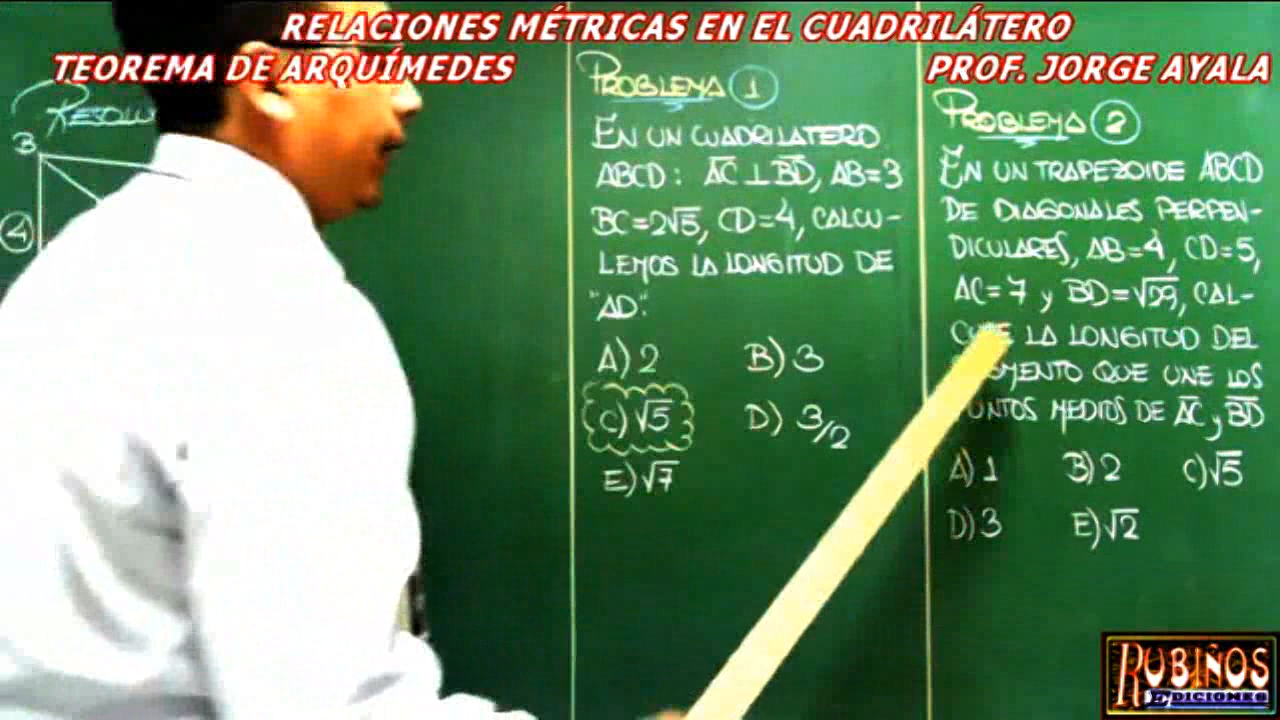 RELACIONES MÉTRICAS EN EL CUADRILÁTERO
TEOREMA DE ARQUÍMEDES
PROF. JORGE AYALA
RESOLU
B
4
PROBLEMA 1
EN UN CUADRILATERO
ABCD: AC ⊥ BD, AB=3
BC=2√5, CD=4, CALCU-
LEMOS LA LONGITUD DE
"AD".
A) 2 B) 3
C) √5 D) 3/2
E) √7
PROBLEMA 2
EN UN TRAPEZOIDE ABCD
DE DIAGONALES PERPEN-
DICULARES, AB=4, CD=5,
AC=7 y BD=√29, CAL-
LA LONGITUD DEL
QUE UNE LOS
MEDIOS DE AC y BD
A) 1 B) 2 C) √5
D) 3 E) √2
RUBIÑOS
EDICIONES